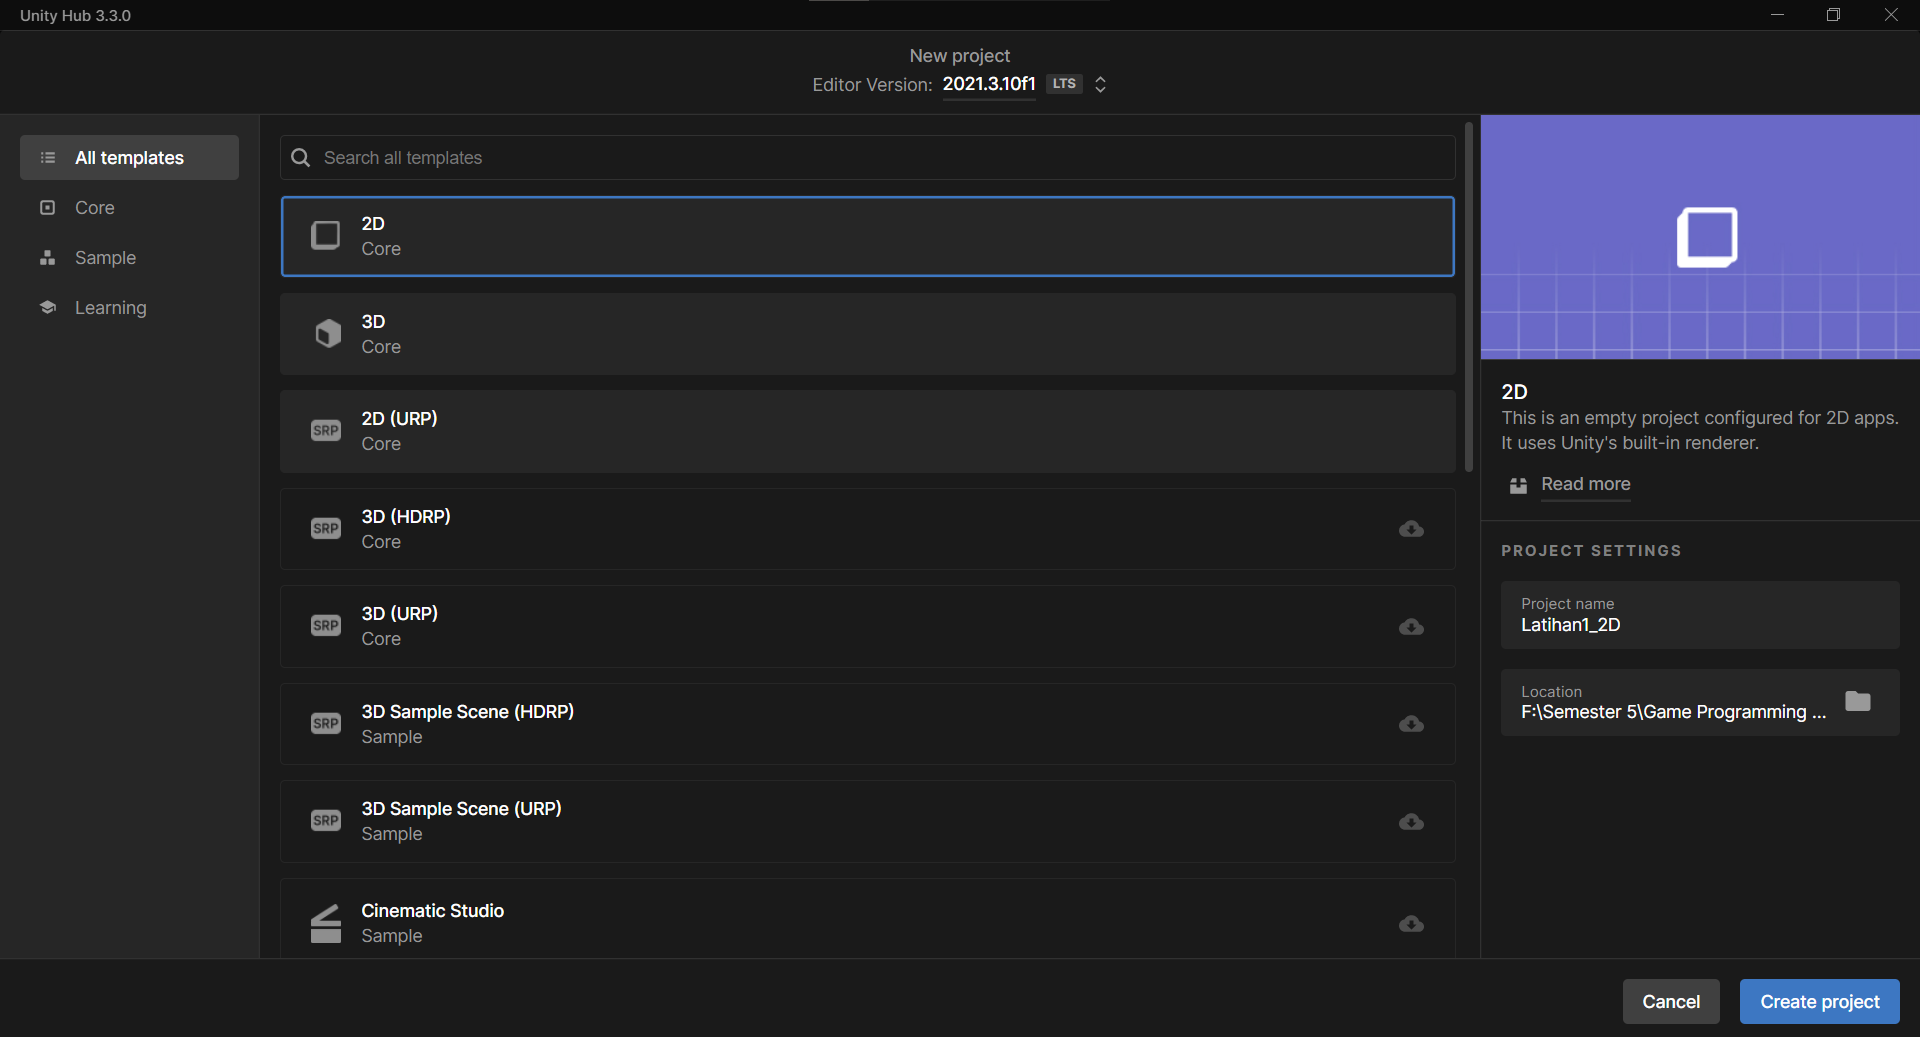 Unity Hub 3.3.0
New project
Editor Version: 2021.3.10f1 LTS
All templates
Core
Sample
Learning
Search all templates
2D
Core
3D
Core
SRP 2D (URP)
Core
SRP 3D (HDRP)
Core
SRP 3D (URP)
Core
SRP 3D Sample Scene (HDRP)
Sample
SRP 3D Sample Scene (URP)
Sample
Cinematic Studio
Sample
2D
This is an empty project configured for 2D apps.
It uses Unity's built-in renderer.
Read more
PROJECT SETTINGS
Project name
Latihan1_2D
Location
F:\Semester 5\Game Programming ...
Cancel
Create project